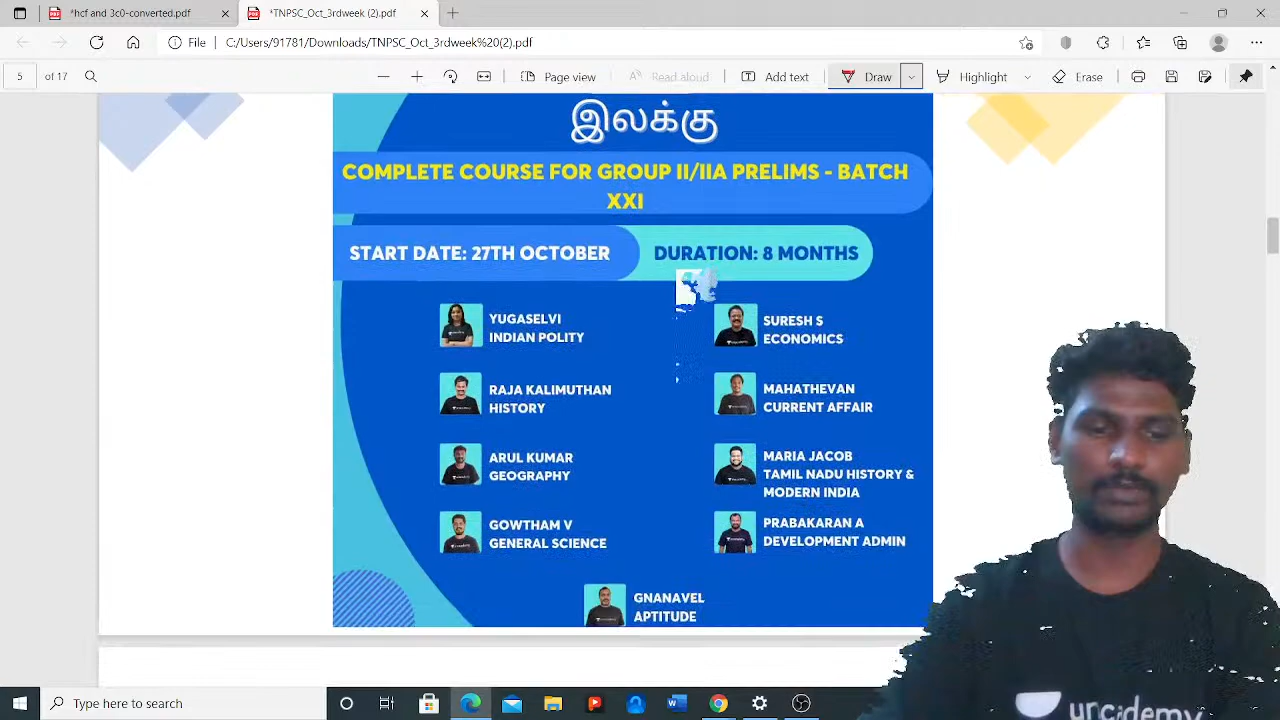 *hcf and 3c0-converted.pdf
*TNPSC_Oct_3rdweek (2).pdf
File
C:/Users/91781/Downloads/TNPSC_Oct_3rdweek%20(2).pdf
5 of 17
Page view
Read aloud
Add text
Draw
Highlight
Erase
இலக்கு
COMPLETE COURSE FOR GROUP II/IIA PRELIMS - BATCH
XXI
START DATE: 27TH OCTOBER
DURATION: 8 MONTHS
YUGASELVI
INDIAN POLITY
SURESH S
ECONOMICS
RAJA KALIMUTHAN
HISTORY
MAHATHEVAN
CURRENT AFFAIR
ARUL KUMAR
GEOGRAPHY
MARIA JACOB
TAMIL NADU HISTORY &
MODERN INDIA
GOWTHAM V
GENERAL SCIENCE
PRABAKARAN A
DEVELOPMENT ADMIN
GNANAVEL
APTITUDE
Type here to search